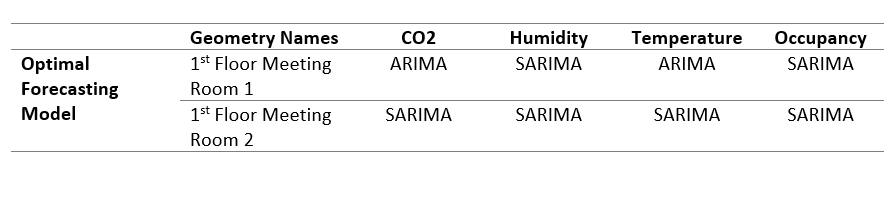 Geometry Names CO2 Humidity Temperature Occupancy
Optimal 1st Floor Meeting ARIMA SARIMA ARIMA SARIMA
Forecasting Room 1
Model 1st Floor Meeting SARIMA SARIMA SARIMA SARIMA
Room 2